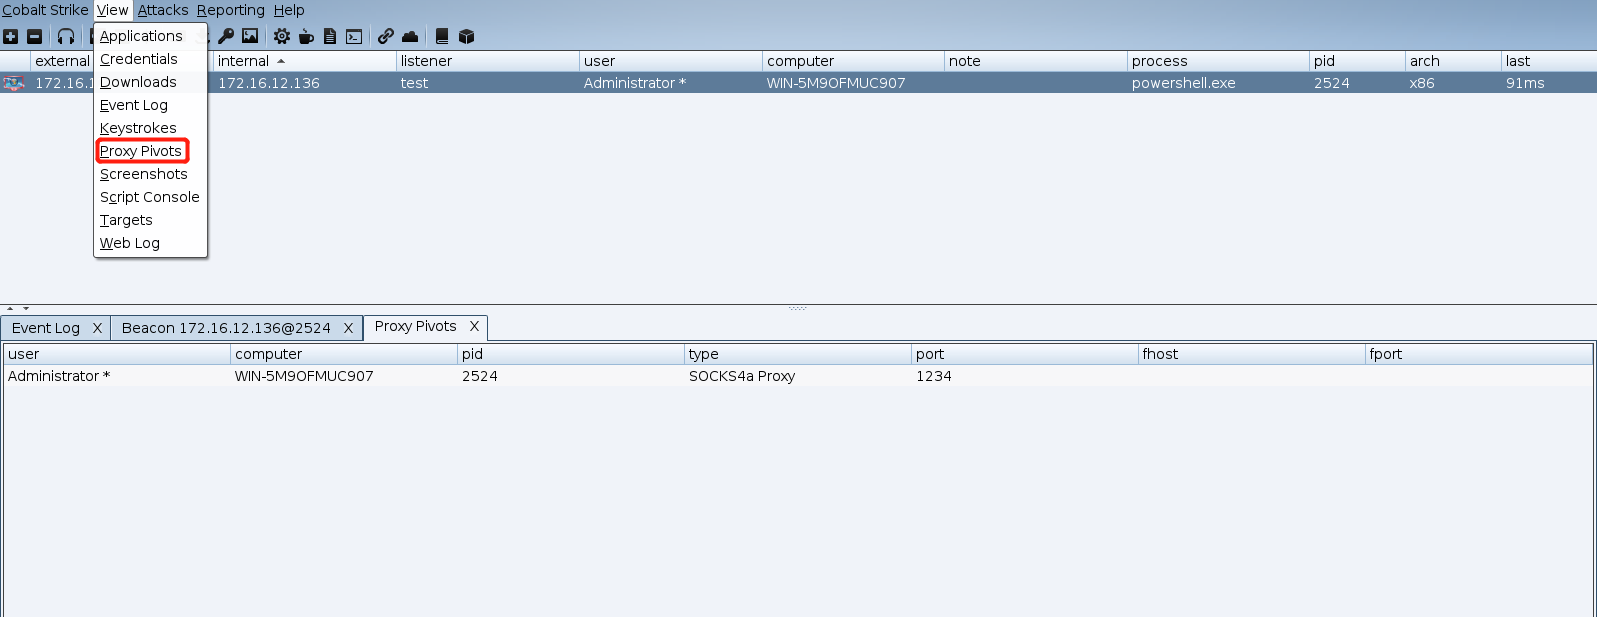 Cobalt Strike View Attacks Reporting Help
Applications
Credentials
Downloads
Event Log
Keystrokes
Proxy Pivots
Screenshots
Script Console
Targets
Web Log
external internal listener user computer note process pid arch last
172.16.1 172.16.12.136 test Administrator * WIN-5M9OFMUC907 powershell.exe 2524 x86 91ms
Event Log X Beacon 172.16.12.136@2524 X Proxy Pivots X
user computer pid type port fhost fport
Administrator * WIN-5M9OFMUC907 2524 SOCKS4a Proxy 1234